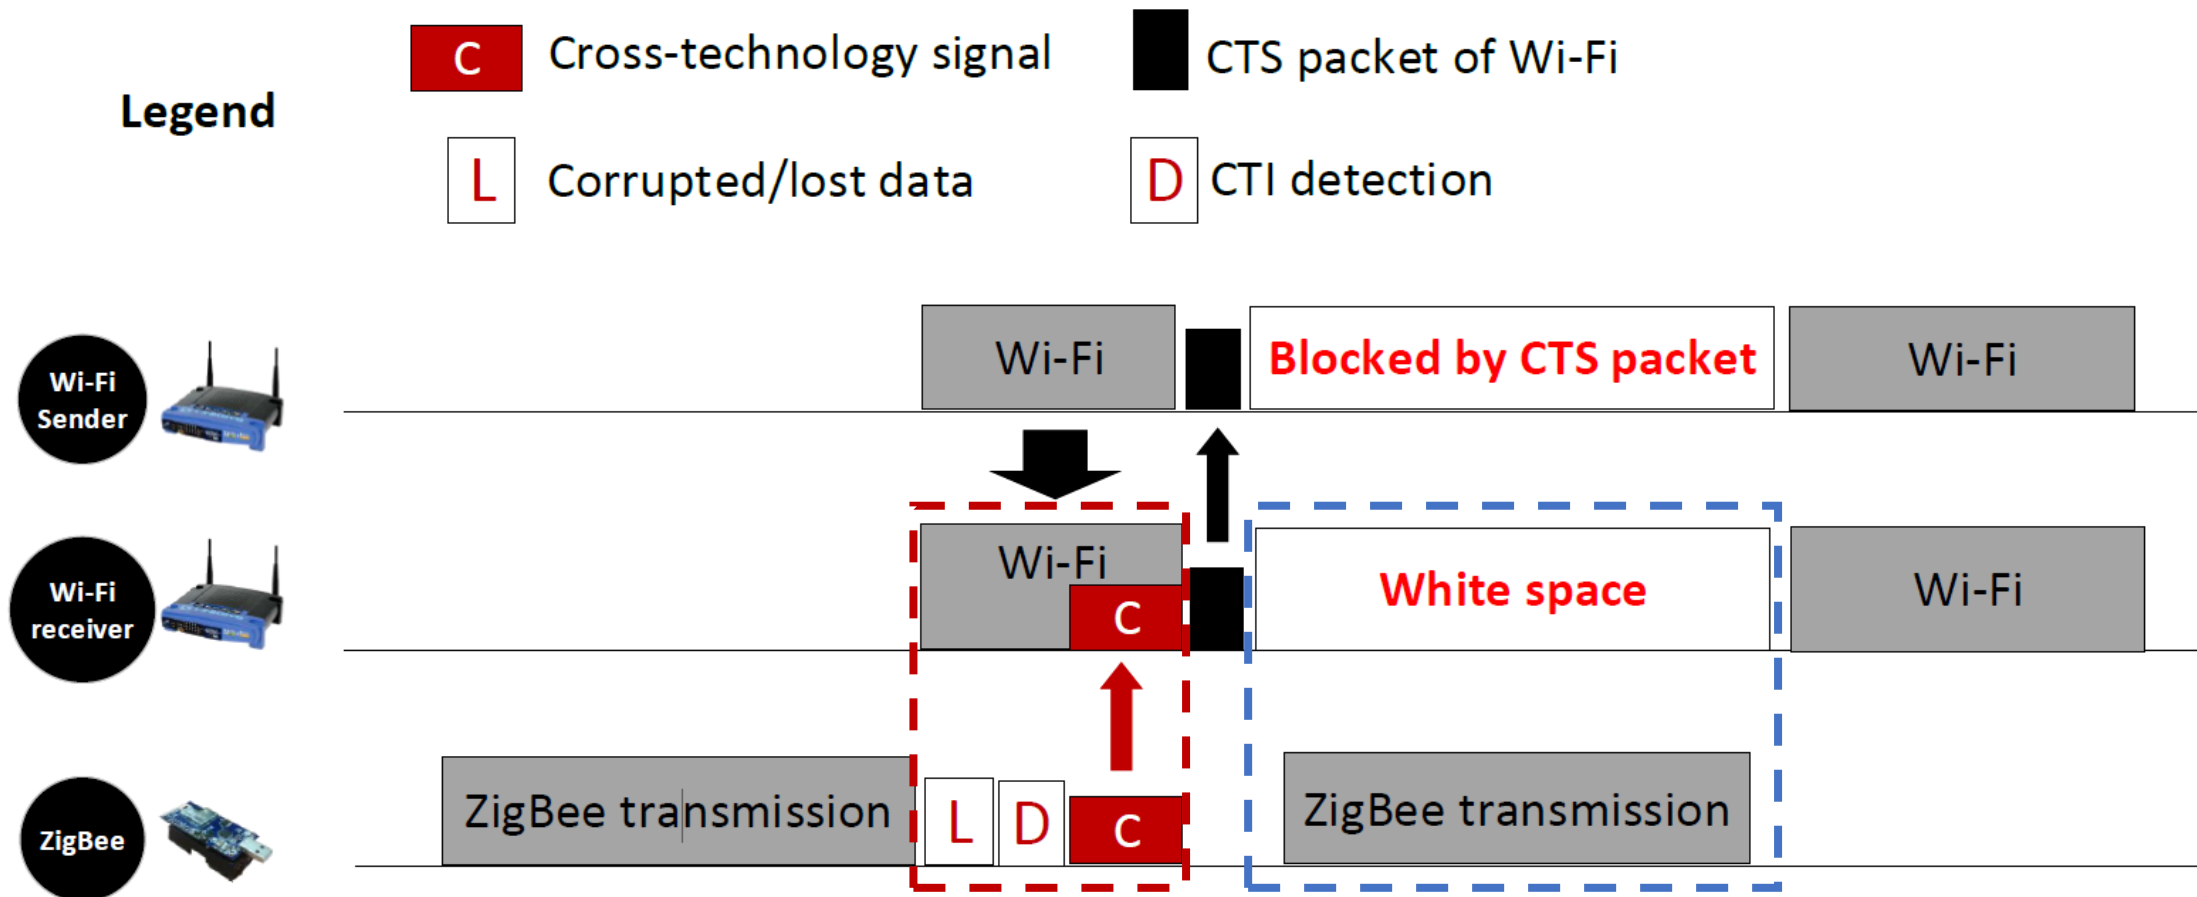 C Cross-technology signal CTS packet of Wi-Fi
Legend
L Corrupted/lost data D CTI detection
Wi-Fi Blocked by CTS packet Wi-Fi
Wi-Fi
Sender
Wi-Fi
C
White space Wi-Fi
Wi-Fi
receiver
ZigBee transmission L D C ZigBee transmission
ZigBee